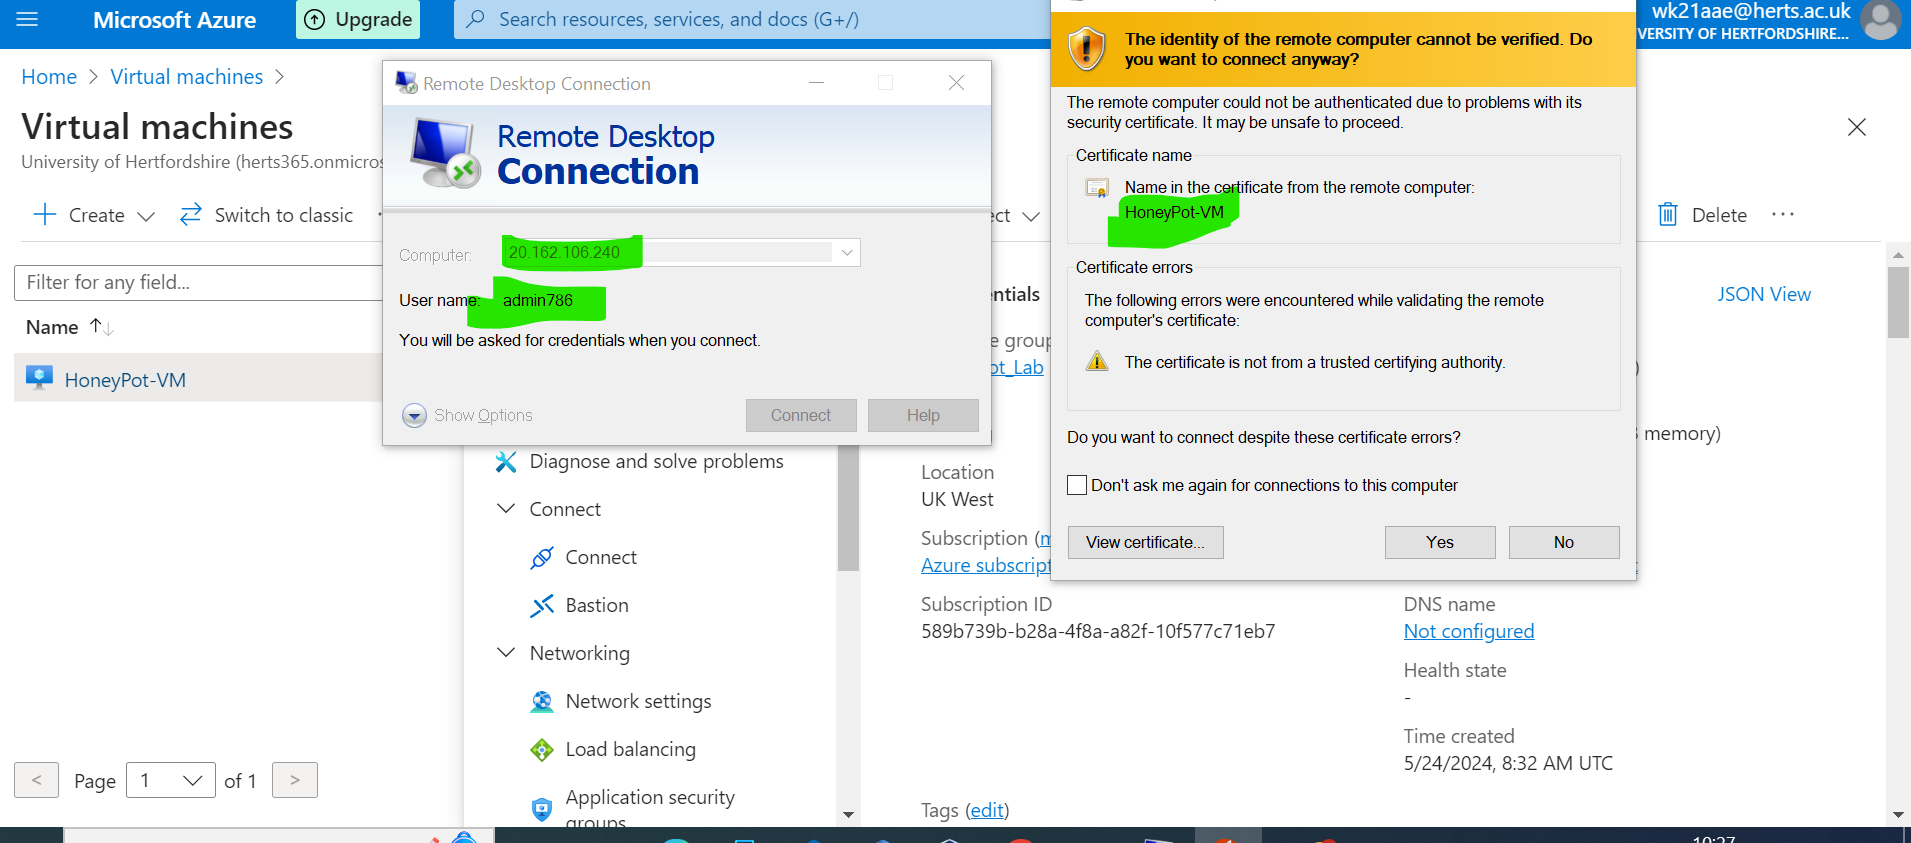 Microsoft Azure
Upgrade
Search resources, services, and docs (G+/)
wk21aae@herts.ac.uk
VERSITY OF HERTFORDSHIRE...
Home > Virtual machines >
Virtual machines
University of Hertfordshire (herts365.onmicros
Create
Switch to classic
Delete
Filter for any field...
Name
HoneyPot-VM
< Page 1 of 1 >
Remote Desktop Connection
Remote Desktop
Connection
Computer: 20.162.106.240
User name: admin786
You will be asked for credentials when you connect.
Show Options
Connect
Help
Diagnose and solve problems
Connect
Connect
Bastion
Networking
Network settings
Load balancing
Application security
groups
ect
ntials
JSON View
e group
ot_Lab
memory)
Location
UK West
Subscription (m
Azure subscript
Subscription ID
589b739b-b28a-4f8a-a82f-10f577c71eb7
DNS name
Not configured
Health state
-
Time created
5/24/2024, 8:32 AM UTC
Tags (edit)
The identity of the remote computer cannot be verified. Do
you want to connect anyway?
The remote computer could not be authenticated due to problems with its
security certificate. It may be unsafe to proceed.
Certificate name
Name in the certificate from the remote computer:
HoneyPot-VM
Certificate errors
The following errors were encountered while validating the remote
computer's certificate:
The certificate is not from a trusted certifying authority.
Do you want to connect despite these certificate errors?
Don't ask me again for connections to this computer
View certificate...
Yes
No
10:27